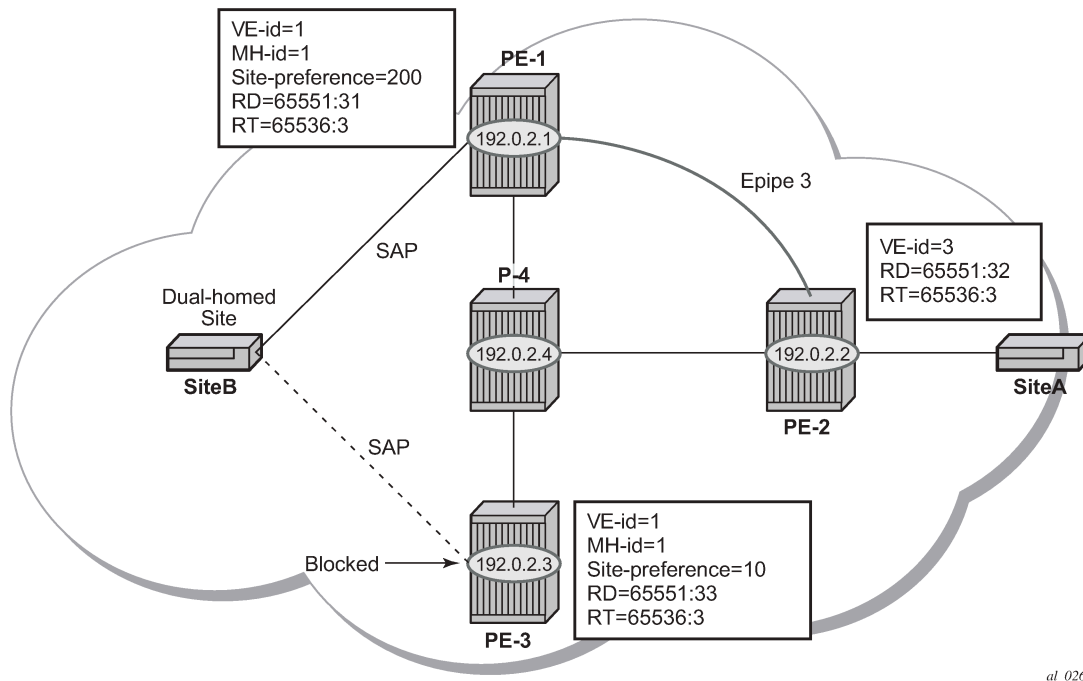 VE-id=1
MH-id=1
Site-preference=200
RD=65551:31
RT=65536:3
PE-1
192.0.2.1
Epipe 3
SAP
VE-id=3
RD=65551:32
RT=65536:3
P-4
Dual-homed
Site
192.0.2.4
192.0.2.2
SiteB
SiteA
PE-2
SAP
VE-id=1
MH-id=1
Site-preference=10
RD=65551:33
RT=65536:3
Blocked
192.0.2.3
PE-3
al_026